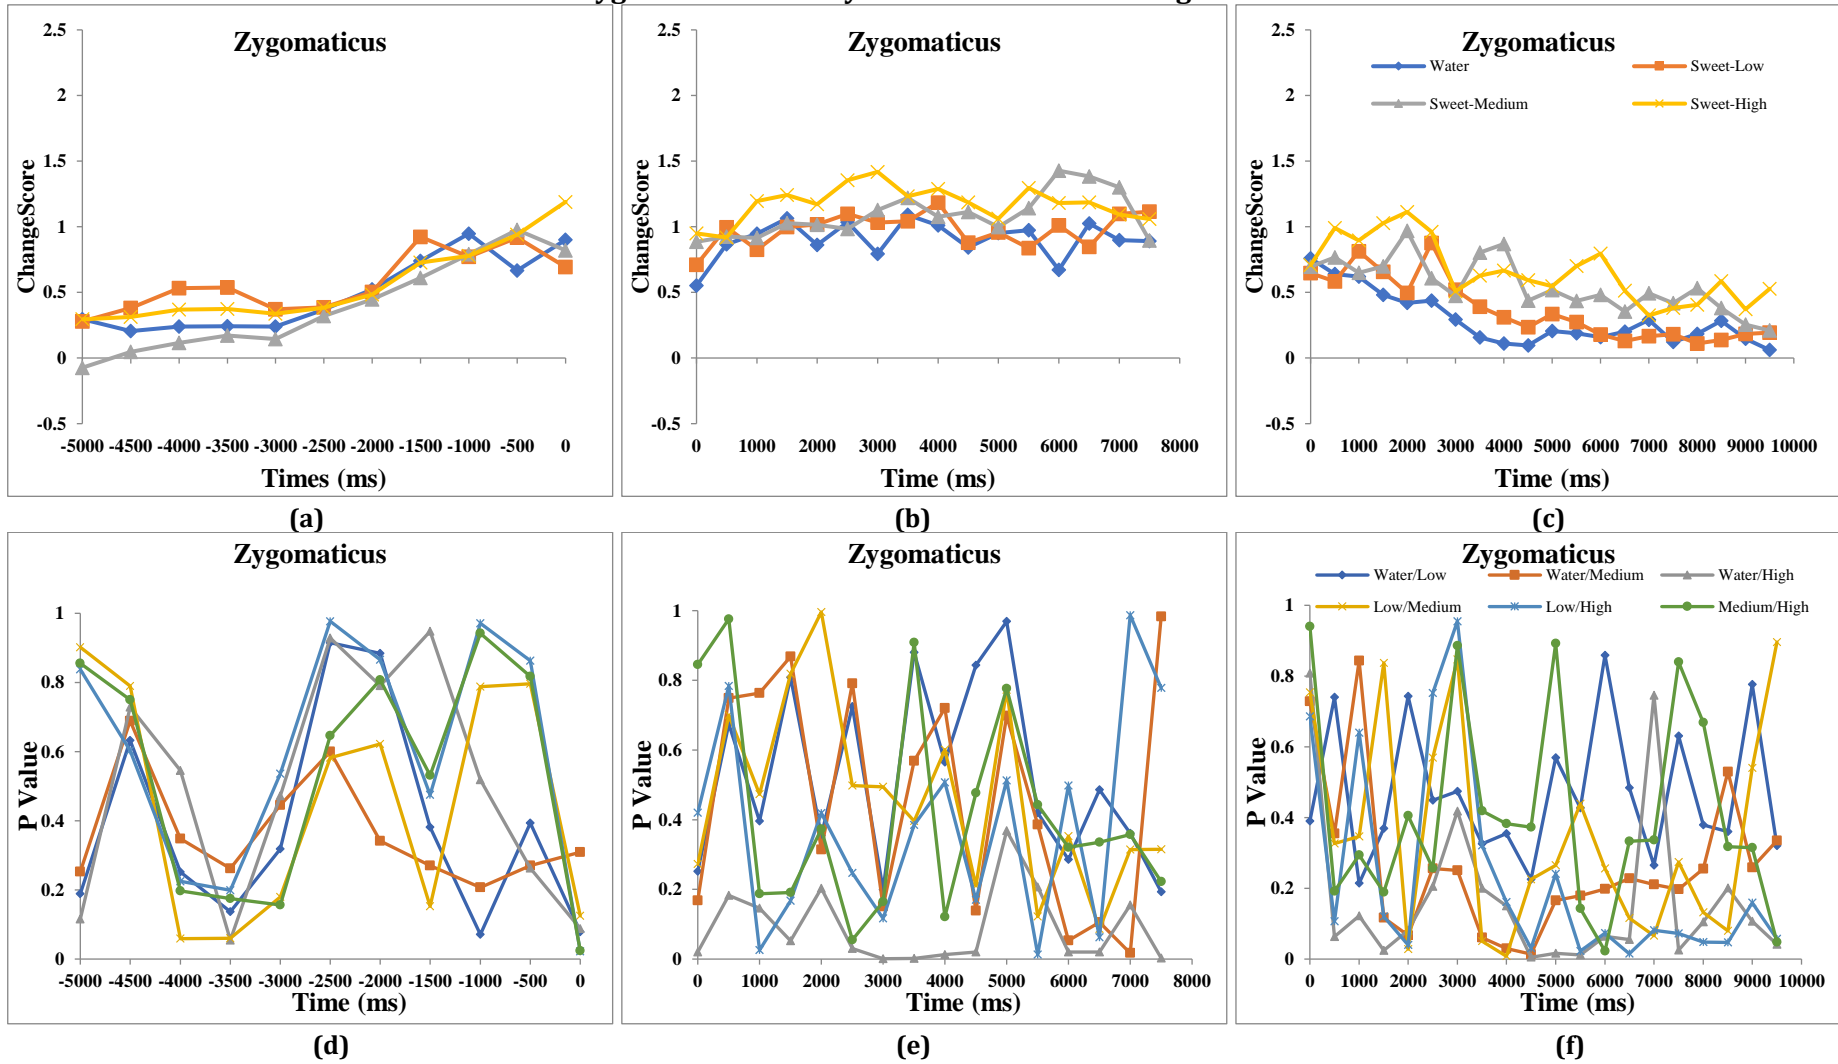 Zygomaticus
2.5
2
1.5
1
0.5
0
-0.5
ChangeScore
-5000 -4500 -4000 -3500 -3000 -2500 -2000 -1500 -1000 -500 0
Times (ms)
(a)
Zygomaticus
2.5
2
1.5
1
0.5
0
-0.5
ChangeScore
0 1000 2000 3000 4000 5000 6000 7000 8000
Time (ms)
(b)
Zygomaticus
Water Sweet-Low
Sweet-Medium Sweet-High
2.5
2
1.5
1
0.5
0
-0.5
ChangeScore
0 1000 2000 3000 4000 5000 6000 7000 8000 9000 10000
Time (ms)
(c)
Zygomaticus
1
0.8
0.6
0.4
0.2
0
P Value
-5000 -4500 -4000 -3500 -3000 -2500 -2000 -1500 -1000 -500 0
Time (ms)
(d)
Zygomaticus
1
0.8
0.6
0.4
0.2
0
P Value
0 1000 2000 3000 4000 5000 6000 7000 8000
Time (ms)
(e)
Zygomaticus
Water/Low Water/Medium Water/High
Low/Medium Low/High Medium/High
1
0.8
0.6
0.4
0.2
0
P Value
0 1000 2000 3000 4000 5000 6000 7000 8000 9000 10000
Time (ms)
(f)